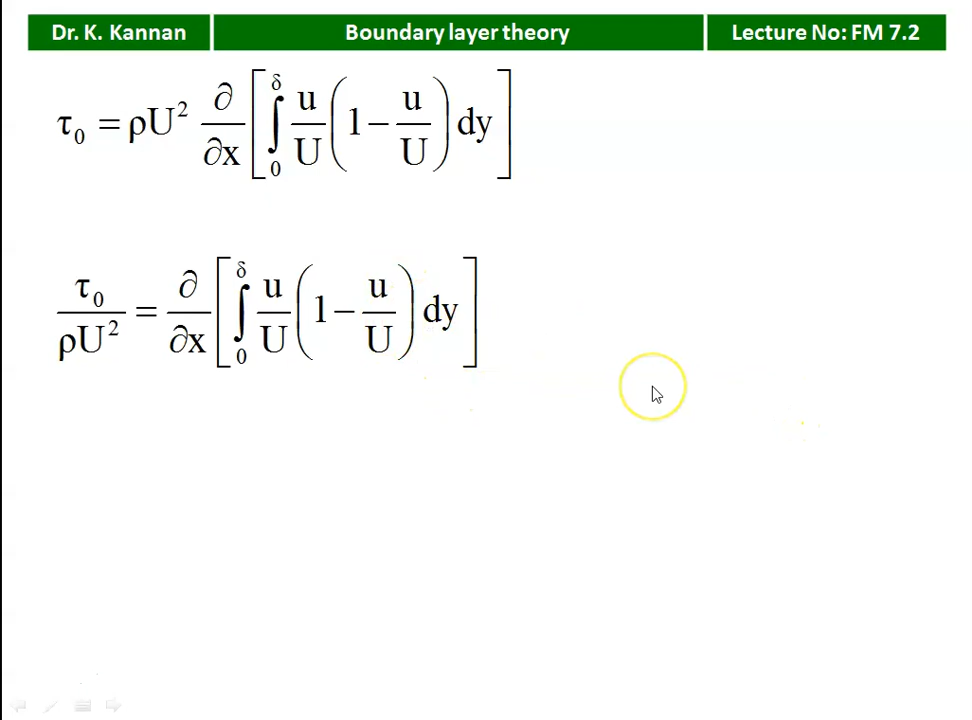 Dr. K. Kannan
Boundary layer theory
Lecture No: FM 7.2
τ₀ = ρU² ∂/∂x [ ∫₀^δ u/U ( 1 − u/U ) dy ]
τ₀/ρU² = ∂/∂x [ ∫₀^δ u/U ( 1 − u/U ) dy ]